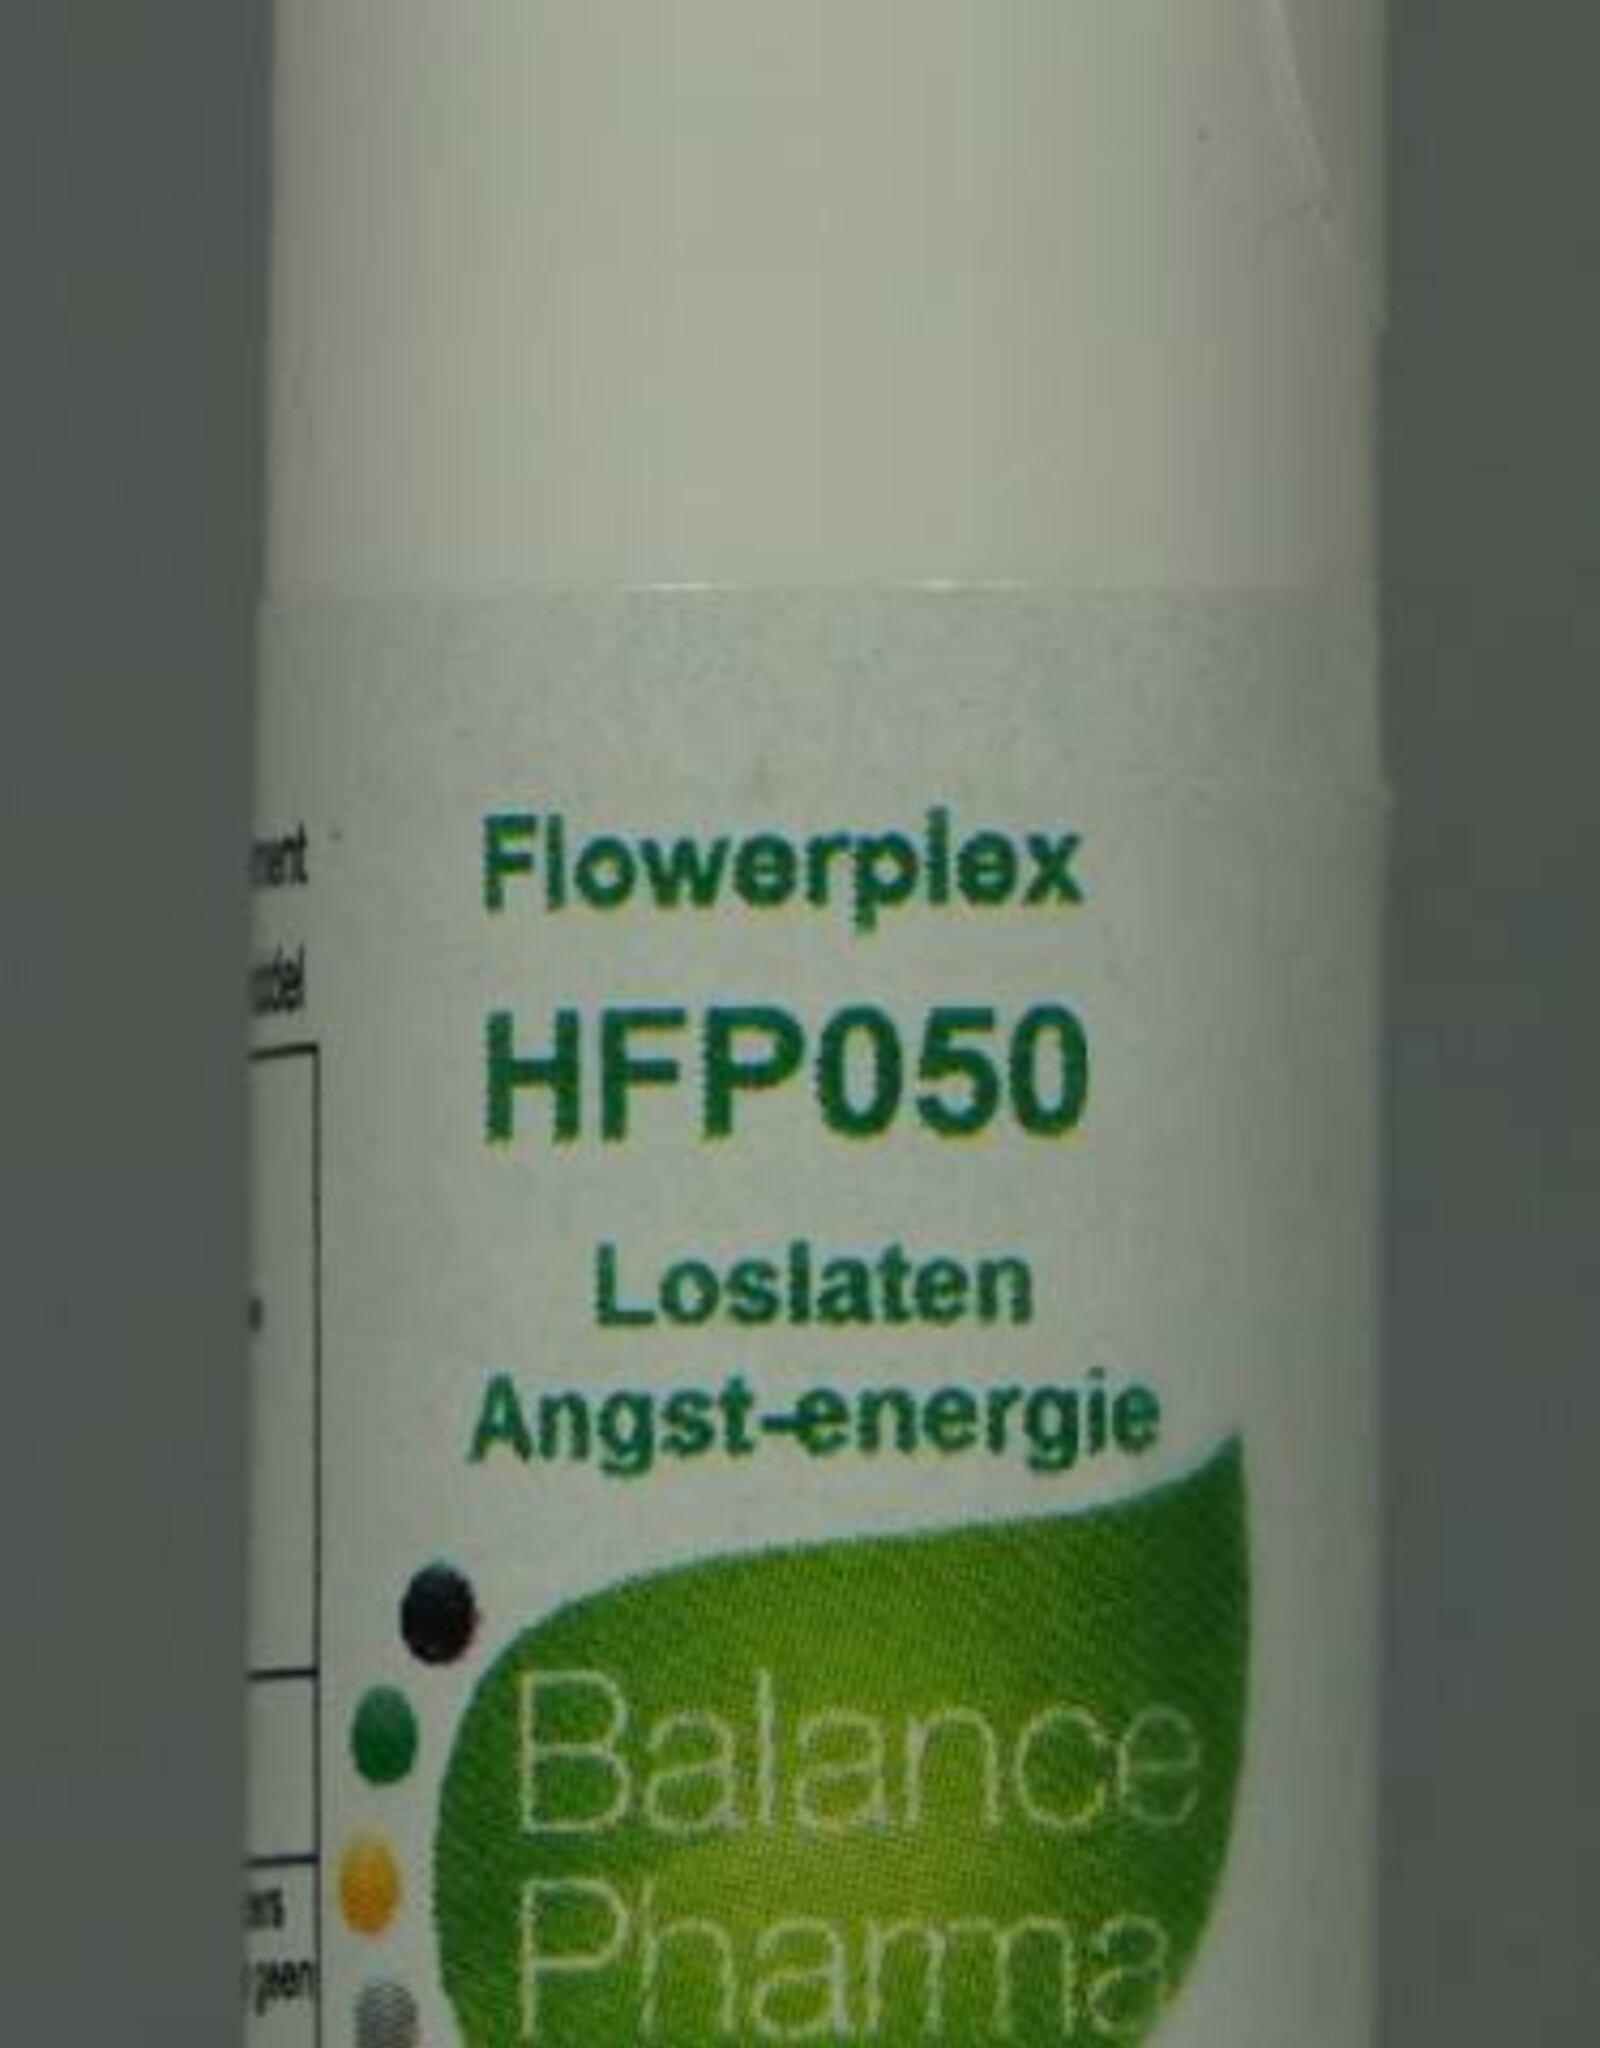 Flowerplex
HFP050
Loslaten
Angst-energie
Balance
Pharma